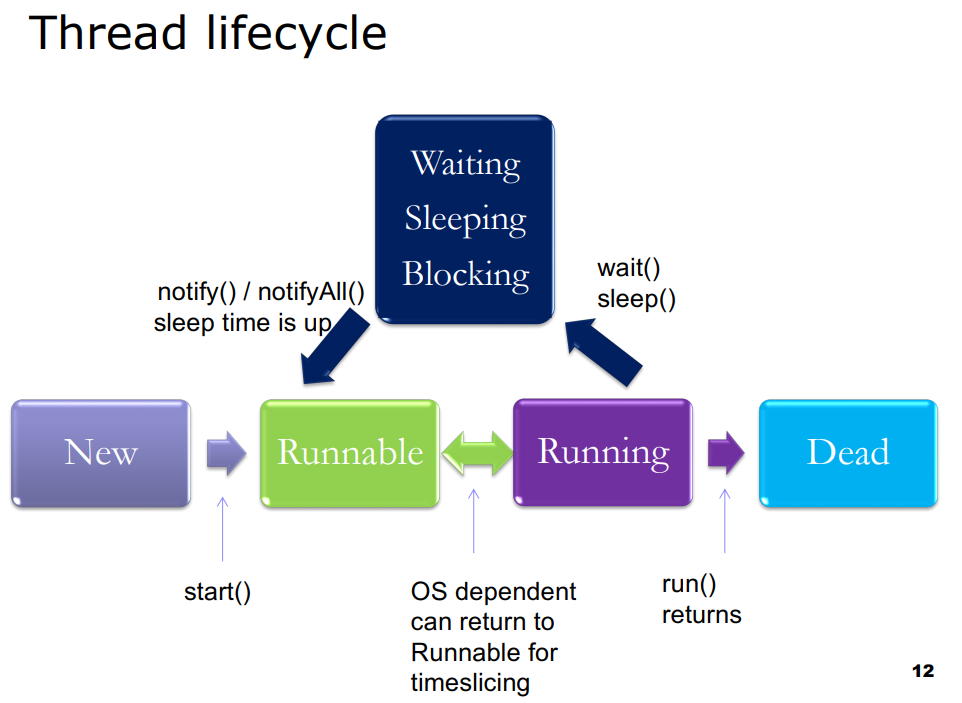 Thread lifecycle
Waiting
Sleeping
Blocking
wait()
sleep()
notify() / notifyAll()
sleep time is up
New
Runnable
Running
Dead
start()
OS dependent
can return to
Runnable for
timeslicing
run()
returns
12